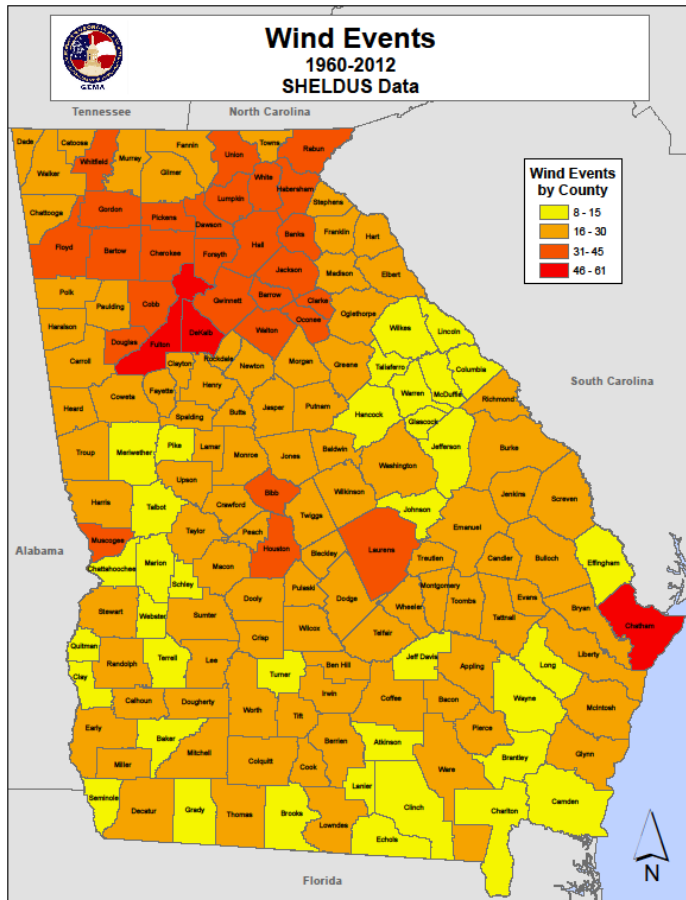 Wind Events
1960-2012
SHELDUS Data
GEMA
Tennessee
North Carolina
Wind Events
by County
8 - 15
16 - 30
31- 45
46 - 61
Dade
Catoosa
Whitfield
Murray
Fannin
Union
Towns
Rabun
Walker
Gilmer
White
Habersham
Lumpkin
Stephens
Chattooga
Gordon
Pickens
Dawson
Banks
Franklin
Hart
Floyd
Bartow
Cherokee
Forsyth
Hall
Jackson
Madison
Elbert
Polk
Paulding
Cobb
Gwinnett
Barrow
Clarke
Oconee
Oglethorpe
Wilkes
Lincoln
Haralson
Douglas
Fulton
DeKalb
Walton
Carroll
Clayton
Rockdale
Newton
Morgan
Greene
Taliaferro
Columbia
South Carolina
Warren
McDuffie
Heard
Coweta
Fayette
Henry
Spalding
Butts
Jasper
Putnam
Hancock
Glascock
Richmond
Troup
Meriwether
Pike
Lamar
Monroe
Jones
Baldwin
Washington
Jefferson
Burke
Upson
Bibb
Wilkinson
Jenkins
Screven
Harris
Talbot
Crawford
Twiggs
Johnson
Emanuel
Muscogee
Taylor
Peach
Houston
Bleckley
Laurens
Treutlen
Candler
Bulloch
Effingham
Alabama
Chattahoochee
Marion
Schley
Macon
Dooly
Pulaski
Dodge
Montgomery
Wheeler
Toombs
Evans
Tattnall
Bryan
Chatham
Stewart
Webster
Sumter
Crisp
Wilcox
Telfair
Liberty
Quitman
Randolph
Terrell
Lee
Turner
Ben Hill
Jeff Davis
Appling
Long
Clay
Calhoun
Dougherty
Worth
Tift
Irwin
Coffee
Bacon
Wayne
McIntosh
Early
Baker
Mitchell
Colquitt
Berrien
Atkinson
Pierce
Glynn
Miller
Cook
Lanier
Ware
Brantley
Seminole
Decatur
Grady
Thomas
Brooks
Lowndes
Clinch
Echols
Charlton
Camden
N
Florida